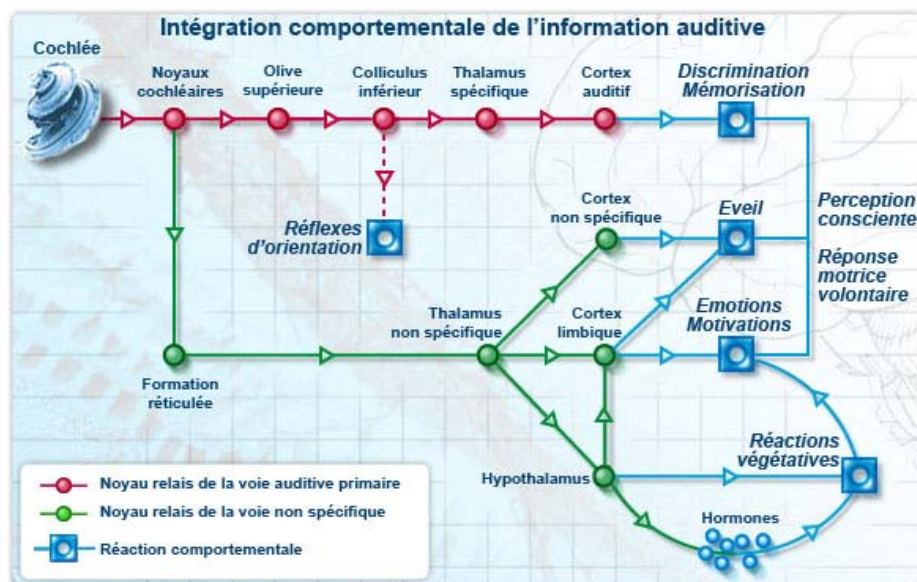 Intégration comportementale de l'information auditive
Cochlée
Noyaux
cochléaires
Olive
supérieure
Colliculus
inférieur
Thalamus
spécifique
Cortex
auditif
Discrimination
Mémorisation
Réflexes
d'orientation
Cortex
non spécifique
Eveil
Perception
consciente
Réponse
motrice
volontaire
Thalamus
non spécifique
Cortex
limbique
Emotions
Motivations
Formation
réticulée
Hypothalamus
Réactions
végétatives
Hormones
Noyau relais de la voie auditive primaire
Noyau relais de la voie non spécifique
Réaction comportementale